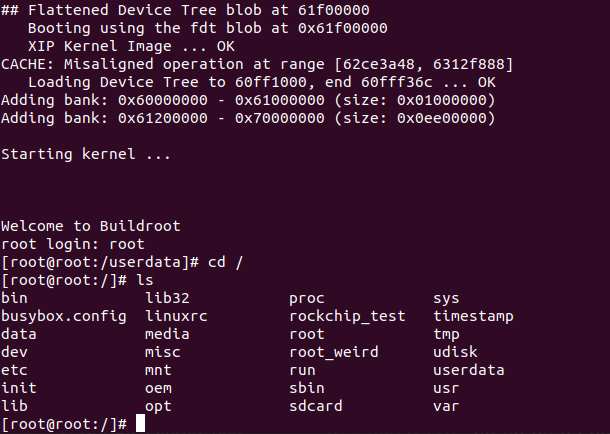 ## Flattened Device Tree blob at 61f00000
   Booting using the fdt blob at 0x61f00000
   XIP Kernel Image ... OK
CACHE: Misaligned operation at range [62ce3a48, 6312f888]
   Loading Device Tree to 60ff1000, end 60fff36c ... OK
Adding bank: 0x60000000 - 0x61000000 (size: 0x01000000)
Adding bank: 0x61200000 - 0x70000000 (size: 0x0ee00000)
Starting kernel ...
Welcome to Buildroot
root login: root
[root@root:/userdata]# cd /
[root@root:/]# ls
bin             lib32           proc            sys
busybox.config  linuxrc         rockchip_test   timestamp
data            media           root            tmp
dev             misc            root_weird      udisk
etc             mnt             run             userdata
init            oem             sbin            usr
lib             opt             sdcard          var
[root@root:/]#